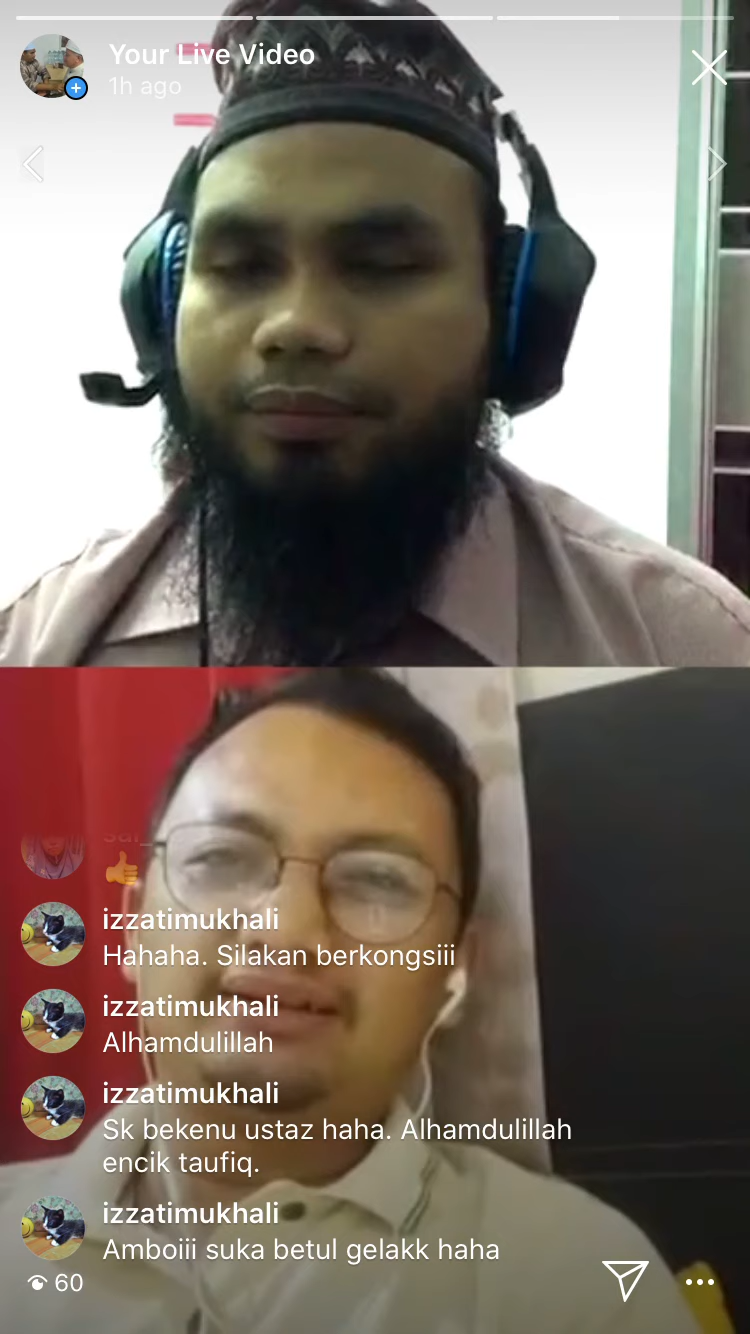 Your Live Video
1h ago
izzatimukhali
Hahaha. Silakan berkongsiii
izzatimukhali
Alhamdulillah
izzatimukhali
Sk bekenu ustaz haha. Alhamdulillah
encik taufiq.
izzatimukhali
Amboiii suka betul gelakk haha
60